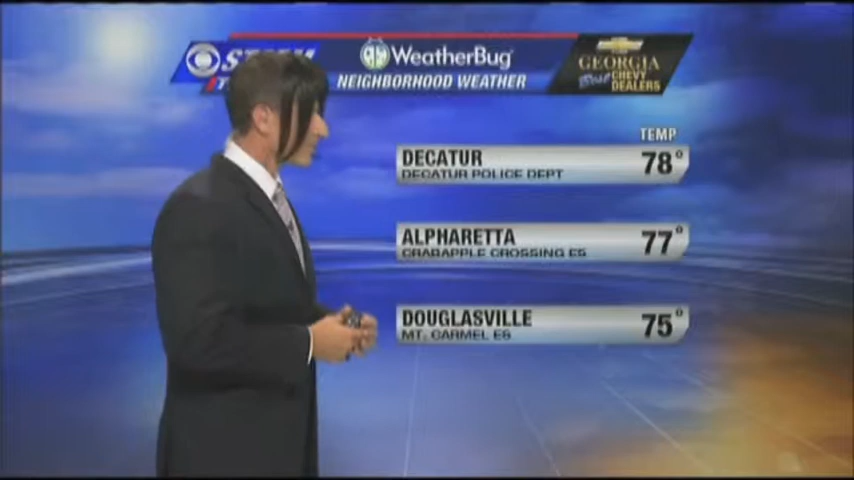 WeatherBug
NEIGHBORHOOD WEATHER
GEORGIA
CHEVY
DEALERS
TEMP
DECATUR 78°
DECATUR POLICE DEPT
ALPHARETTA 77°
CRABAPPLE CROSSING ES
DOUGLASVILLE 75°
MT. CARMEL ES